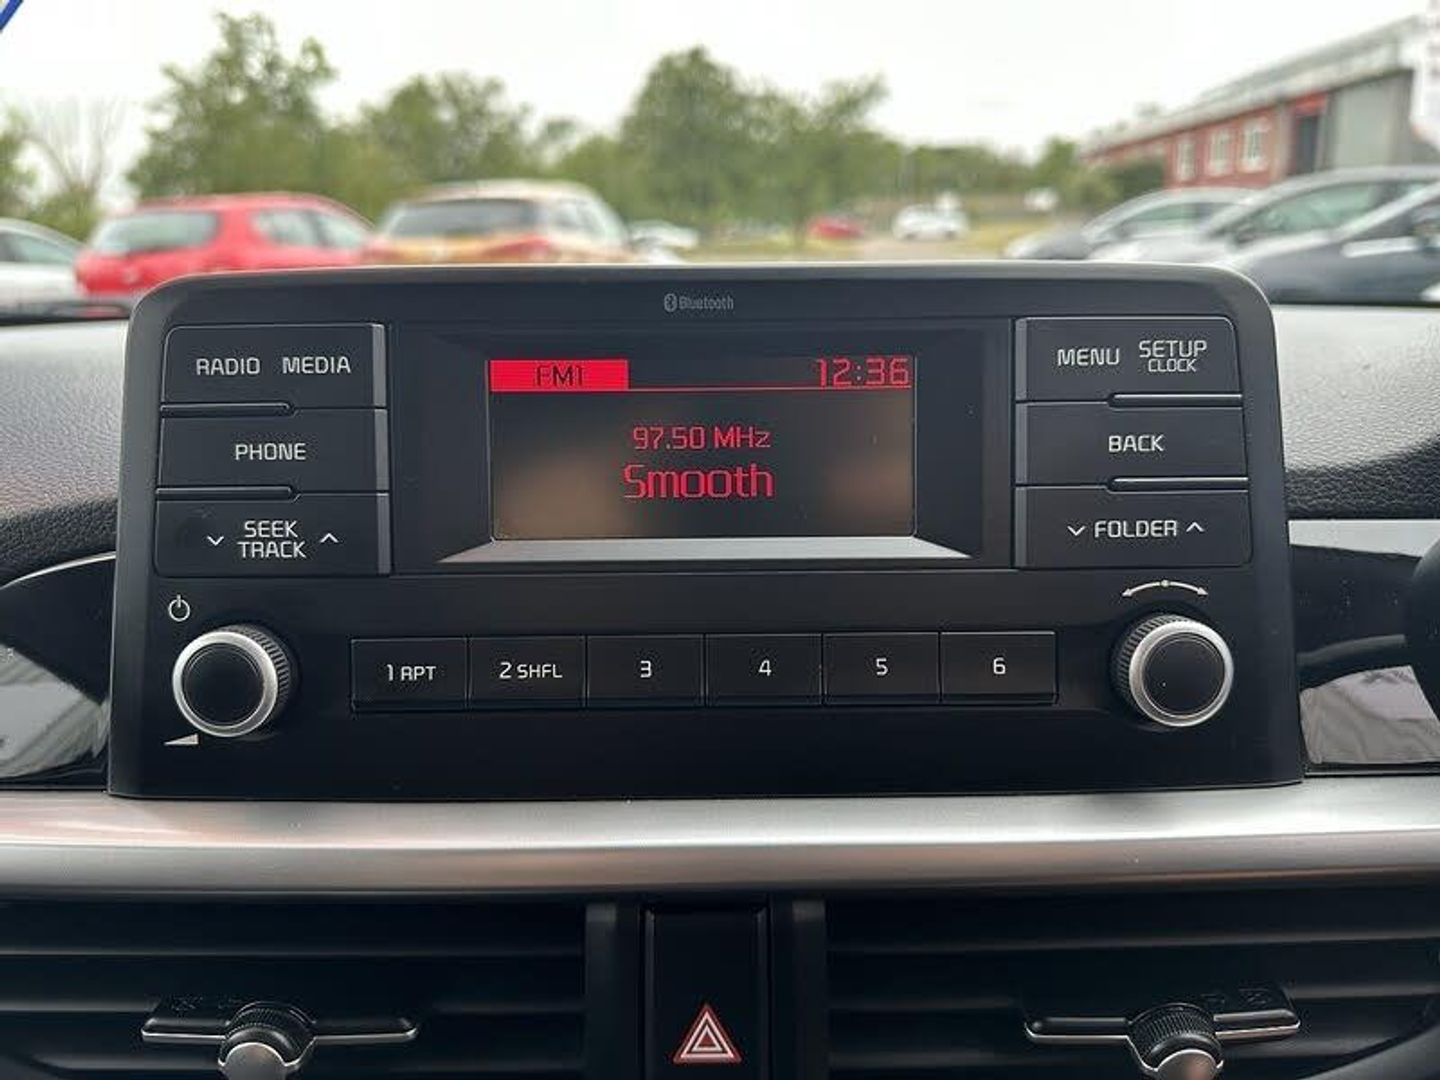 Bluetooth
RADIO MEDIA
PHONE
SEEK
TRACK
FM1 12:36
97.50 MHz
Smooth
MENU SETUP
CLOCK
BACK
FOLDER
1 RPT 2 SHFL 3 4 5 6